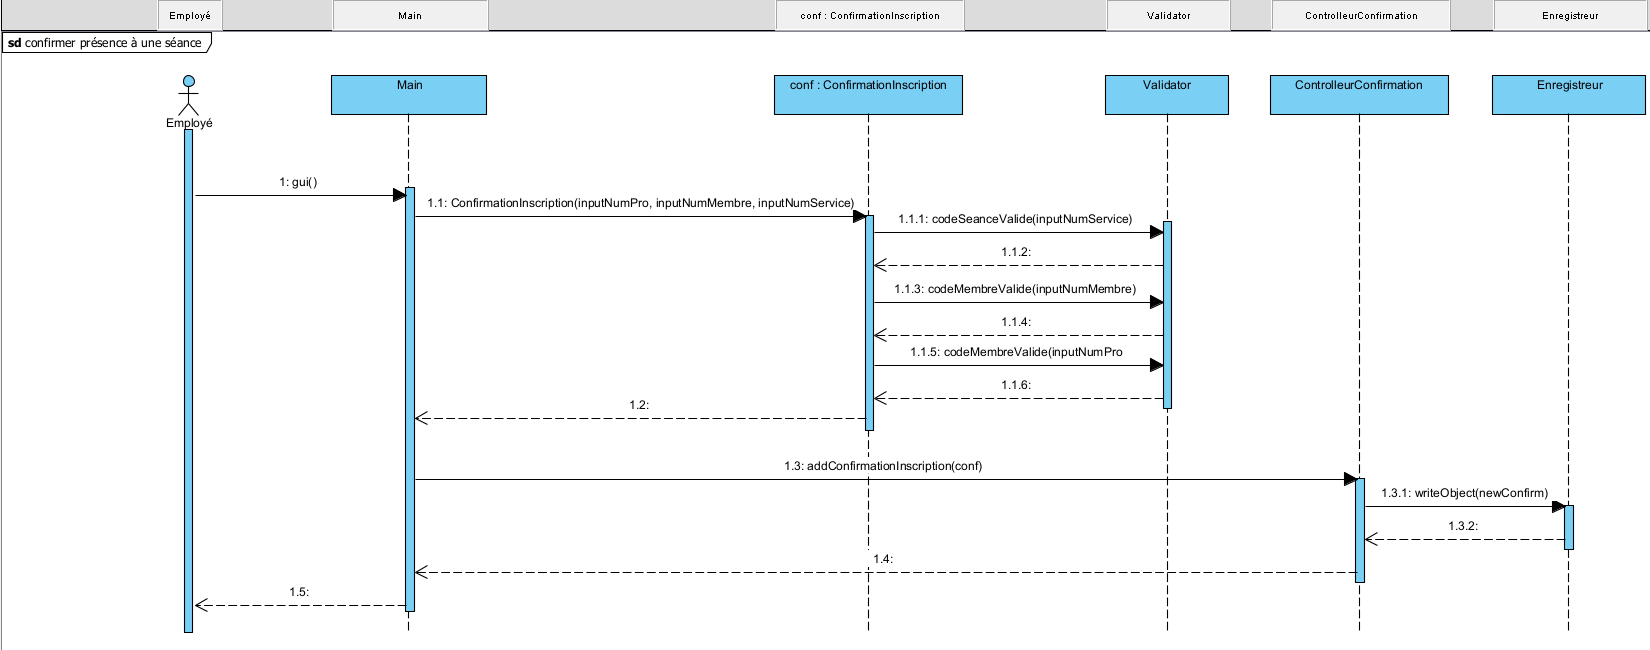 Employé
Main
conf : ConfirmationInscription
Validator
ControlleurConfirmation
Enregistreur
sd confirmer présence à une séance
Main
conf : ConfirmationInscription
Validator
ControlleurConfirmation
Enregistreur
Employé
1: gui()
1.1: ConfirmationInscription(inputNumPro, inputNumMembre, inputNumService)
1.1.1: codeSeanceValide(inputNumService)
1.1.2:
1.1.3: codeMembreValide(inputNumMembre)
1.1.4:
1.1.5: codeMembreValide(inputNumPro
1.1.6:
1.2:
1.3: addConfirmationInscription(conf)
1.3.1: writeObject(newConfirm)
1.3.2:
1.4:
1.5: